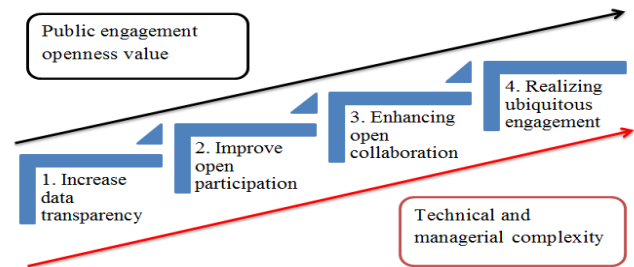 Public engagement
openness value
1. Increase
data
transparency
2. Improve
open
participation
3. Enhancing
open
collaboration
4. Realizing
ubiquitous
engagement
Technical and
managerial complexity